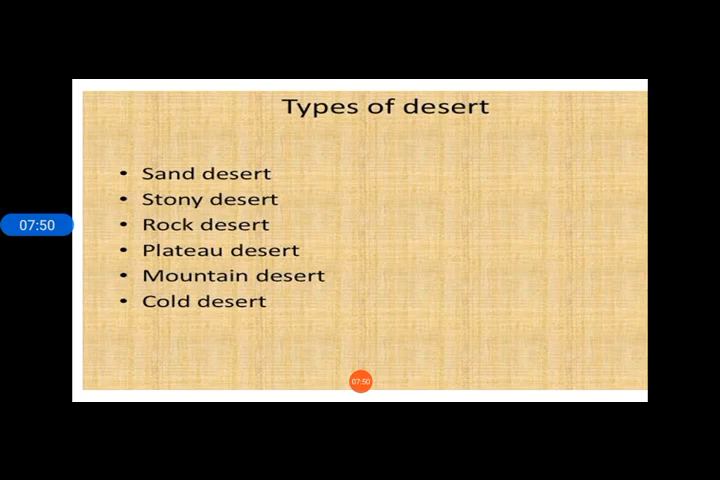 Types of desert
• Sand desert
• Stony desert
• Rock desert
07:50
• Plateau desert
• Mountain desert
• Cold desert
07:50